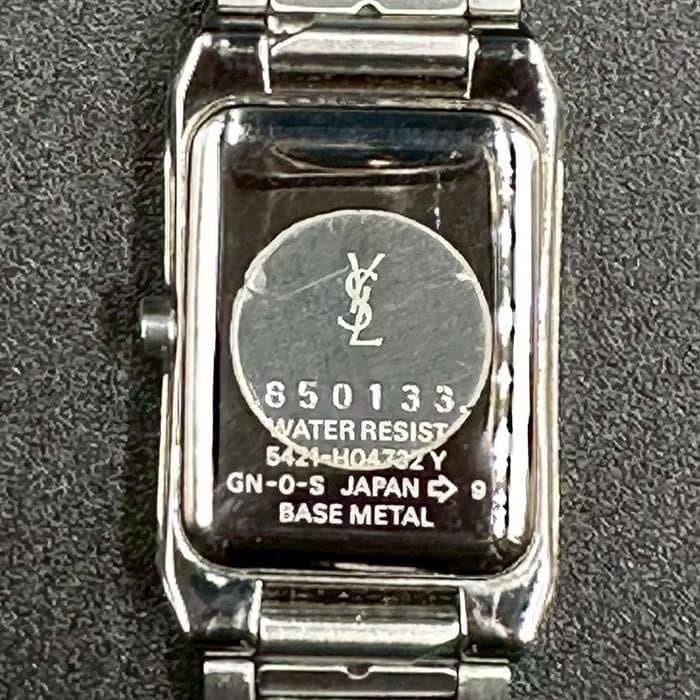 YSL
850133
WATER RESIST
5421-H04732 Y
GN-0-S JAPAN ⇨ 9
BASE METAL